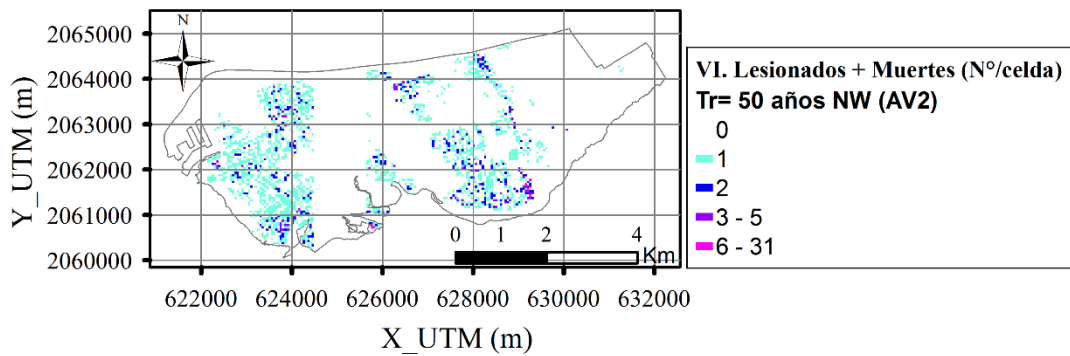 2065000
2064000
2063000
2062000
2061000
2060000
Y_UTM (m)
N
0 1 2 4
Km
622000 624000 626000 628000 630000 632000
X_UTM (m)
VI. Lesionados + Muertes (N°/celda)
Tr= 50 años NW (AV2)
0
1
2
3 - 5
6 - 31